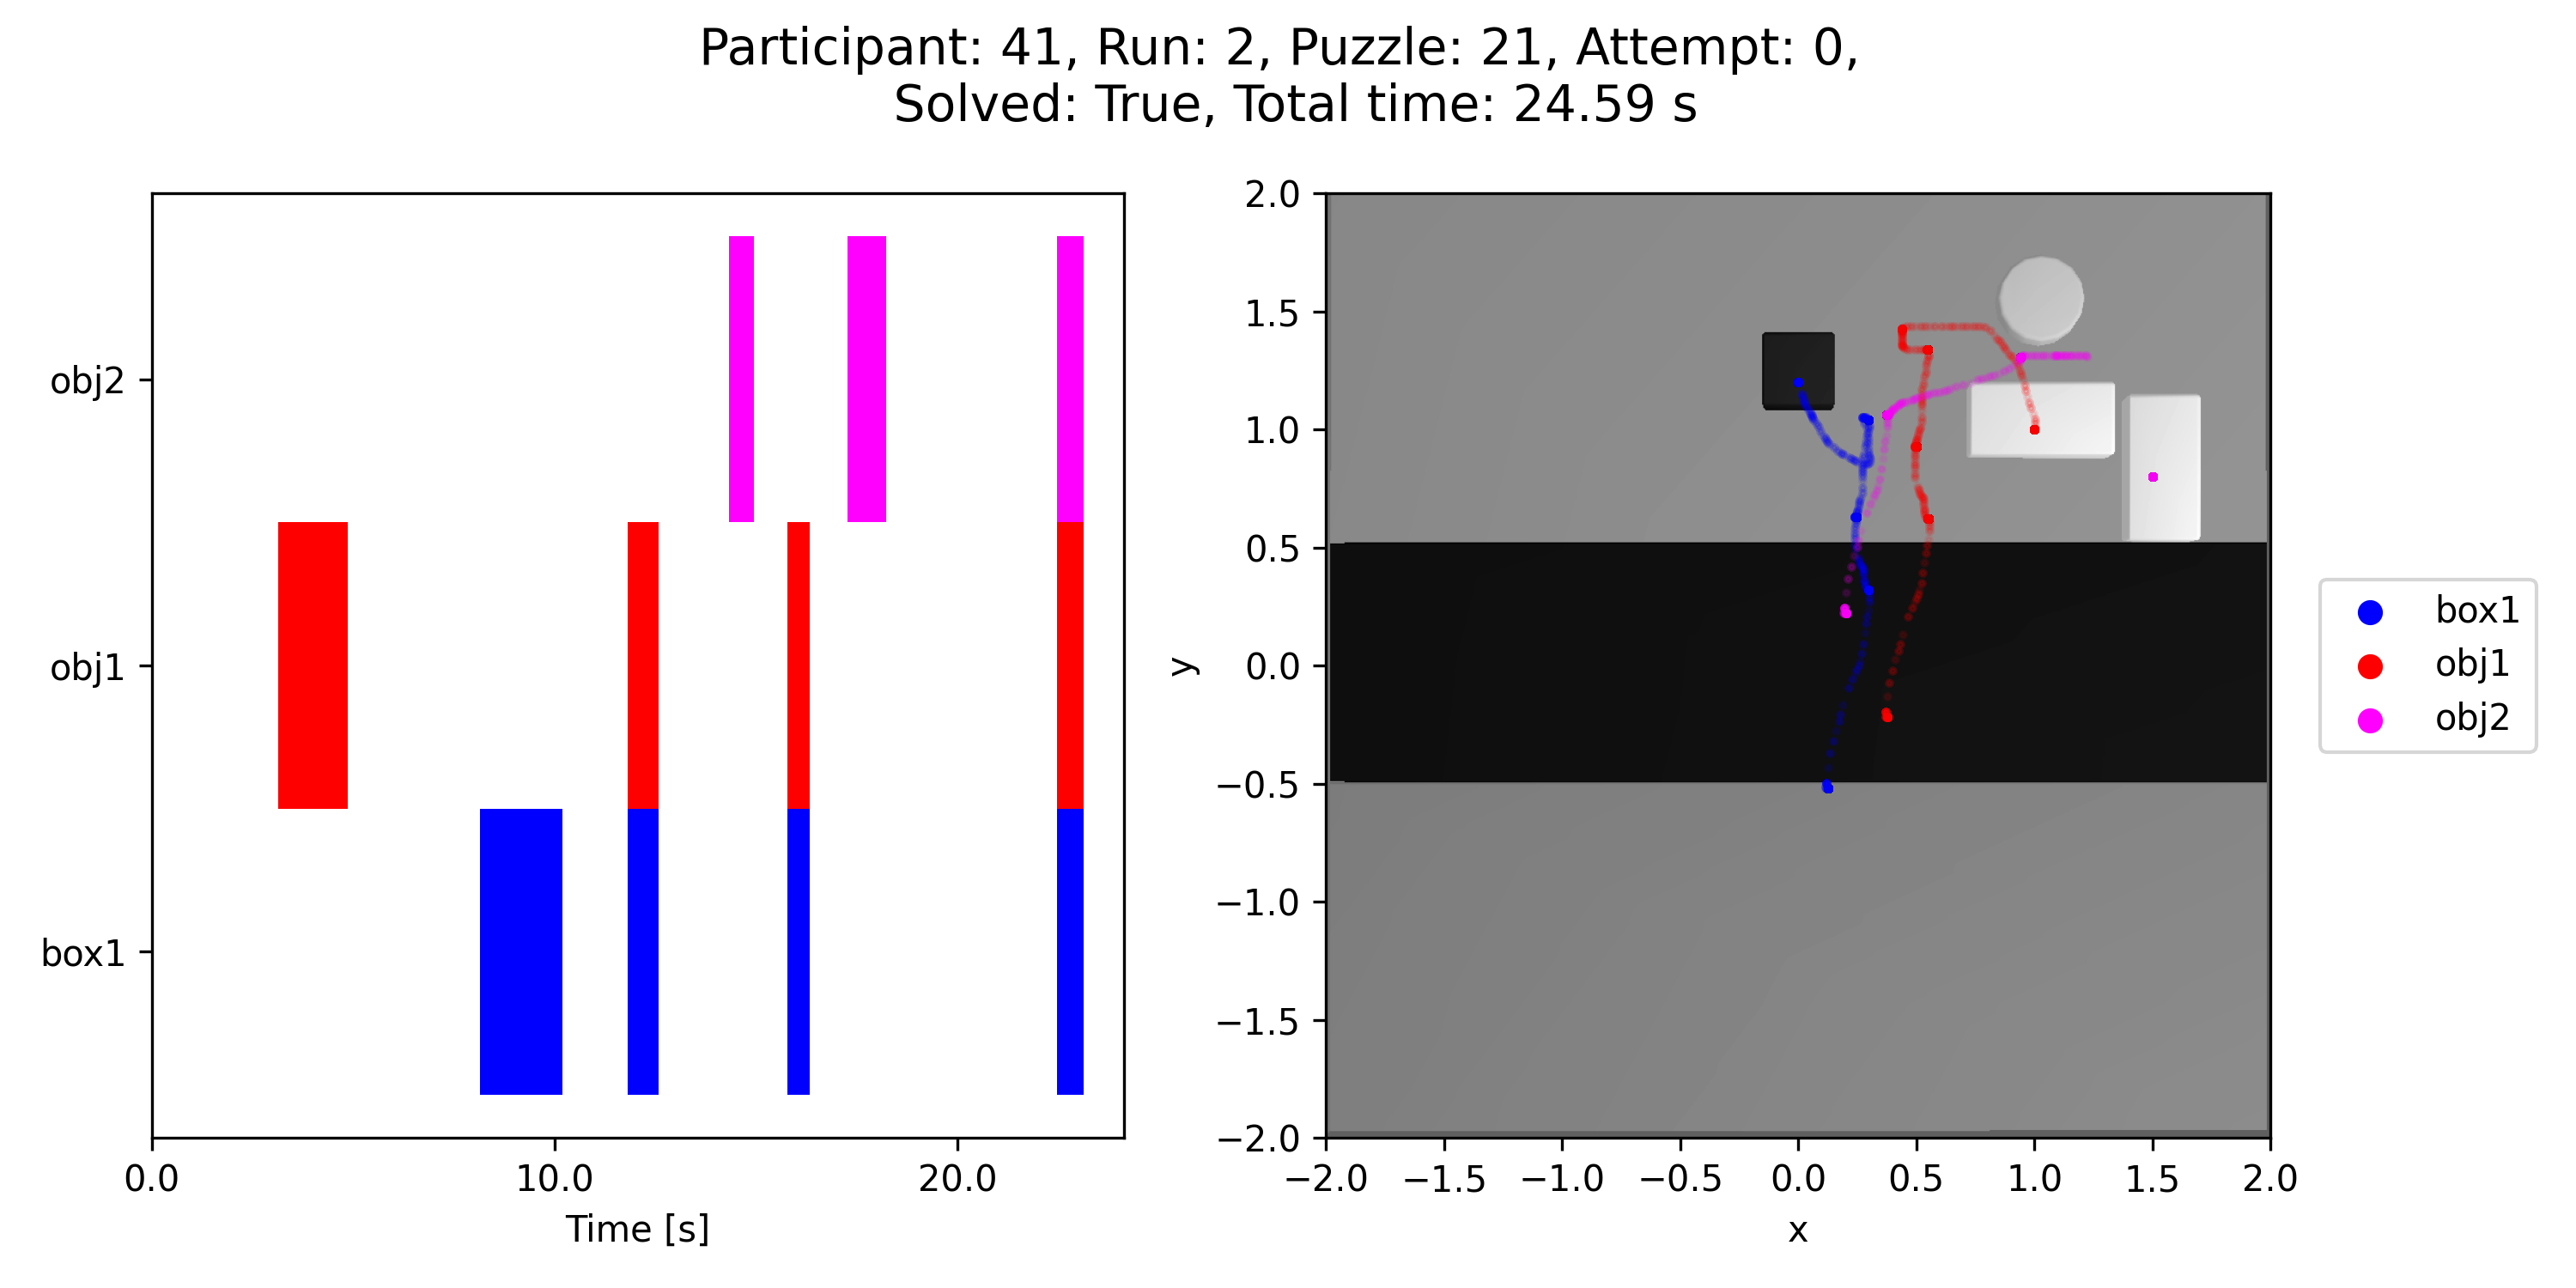 Participant: 41, Run: 2, Puzzle: 21, Attempt: 0,
Solved: True, Total time: 24.59 s
obj2
obj1
box1
0.0 10.0 20.0
Time [s]
2.0
1.5
1.0
0.5
0.0
−0.5
−1.0
−1.5
−2.0
y
−2.0 −1.5 −1.0 −0.5 0.0 0.5 1.0 1.5 2.0
x
box1
obj1
obj2